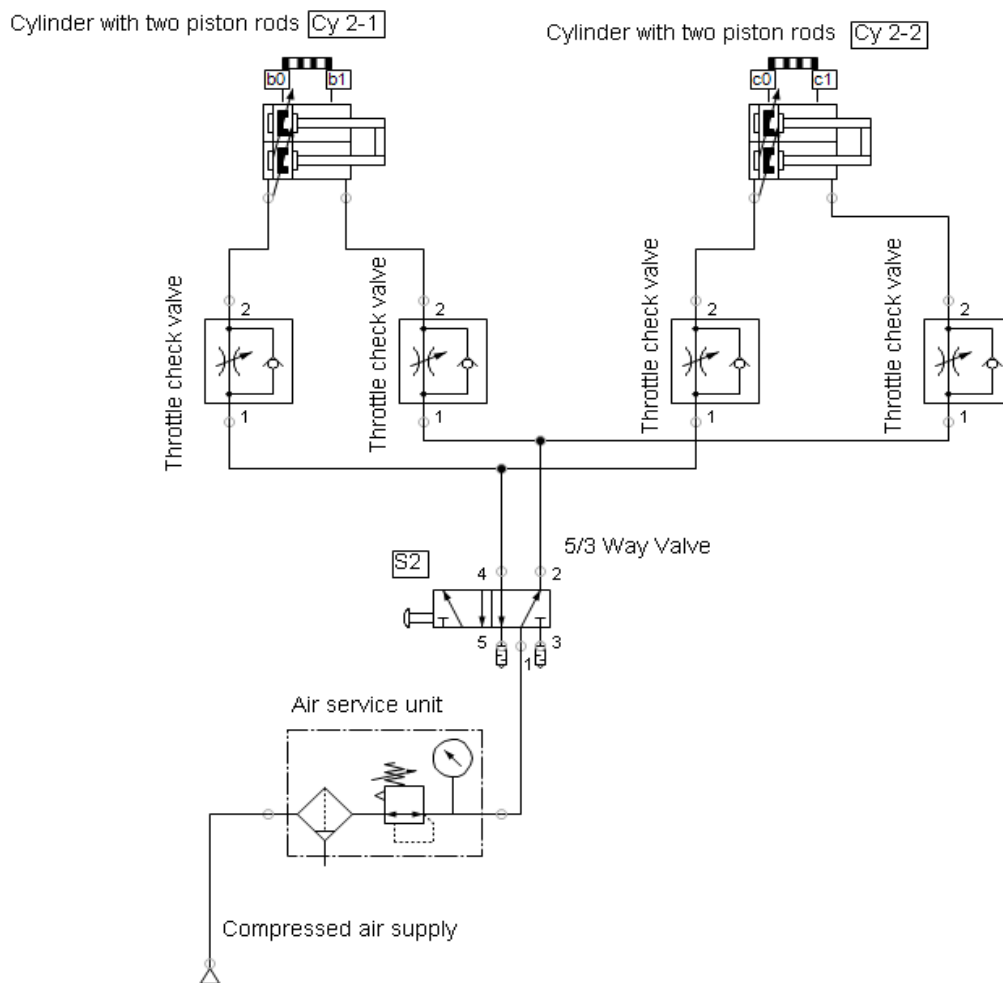 Cylinder with two piston rods Cy 2-1
Cylinder with two piston rods Cy 2-2
b0 b1
c0 c1
Throttle check valve
Throttle check valve
Throttle check valve
Throttle check valve
2
2
2
2
1
1
1
1
5/3 Way Valve
S2
4 2
5 1 3
Air service unit
Compressed air supply